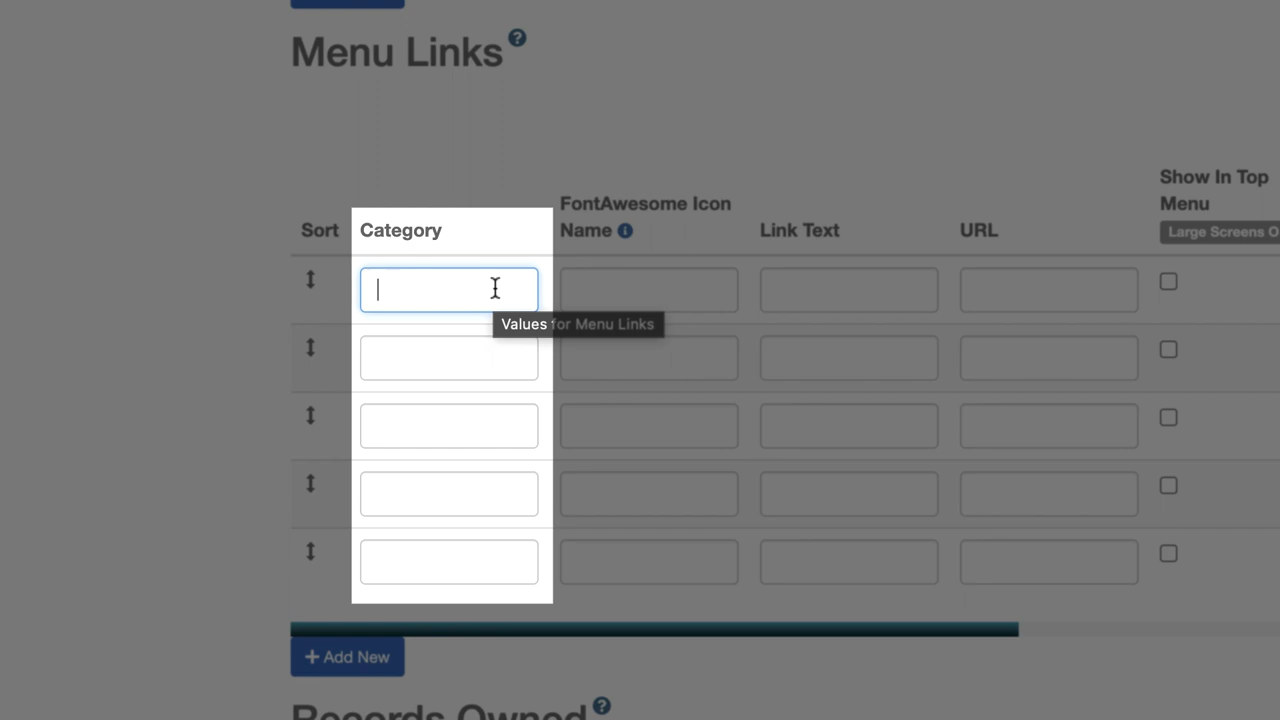 Menu Links
Show In Top
FontAwesome Icon
Menu
Sort
Category
Name
Link Text
URL
Large Screens O
Values for Menu Links
+ Add New
Records Owned